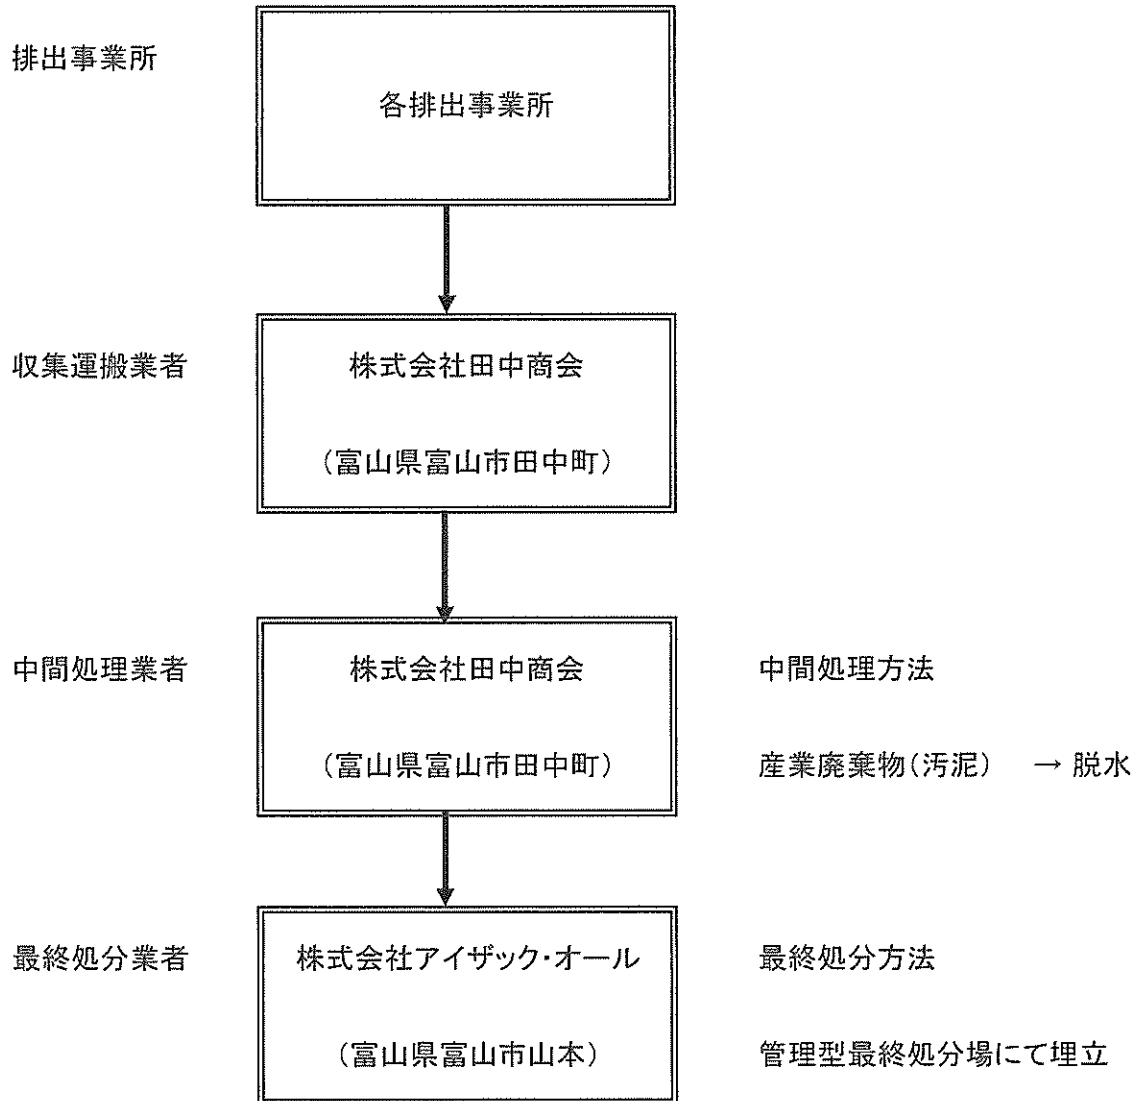 排出事業所
各排出事業所
収集運搬業者
株式会社田中商会
（富山県富山市田中町）
中間処理業者
株式会社田中商会
（富山県富山市田中町）
中間処理方法
産業廃棄物（汚泥）　→ 脱水
最終処分業者
株式会社アイザック・オール
（富山県富山市山本）
最終処分方法
管理型最終処分場にて埋立